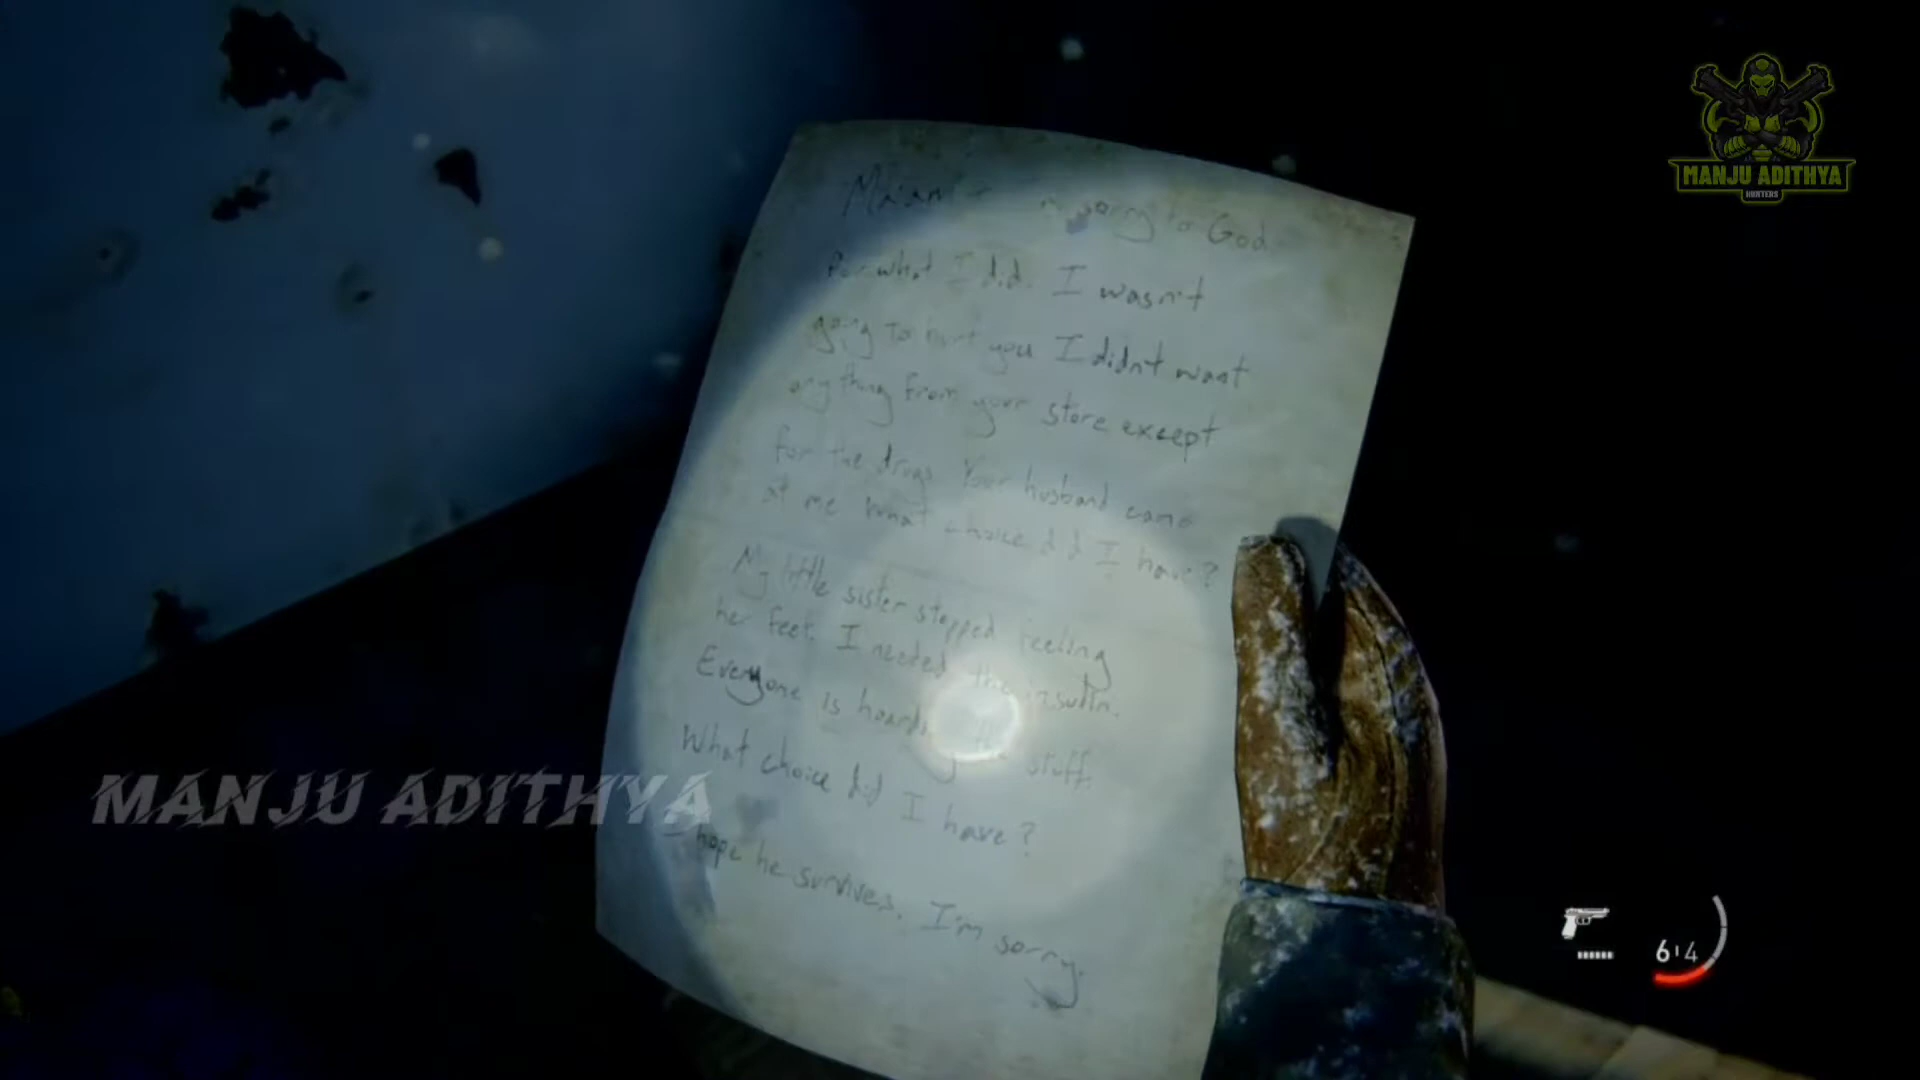 MANJU ADITHYA
HUNTERS
Ma'am sorry to God
For what I did. I wasn't
going to hurt you I didnt want
anything from your store except
for the drugs Your husband came
at me What choice did I have?
My little sister stopped feeling
her feet. I needed the insulin.
Everyone is hoarding the stuff.
What choice did I have?
MANJU ADITHYA
I hope he survives. I'm sorry.
6 4